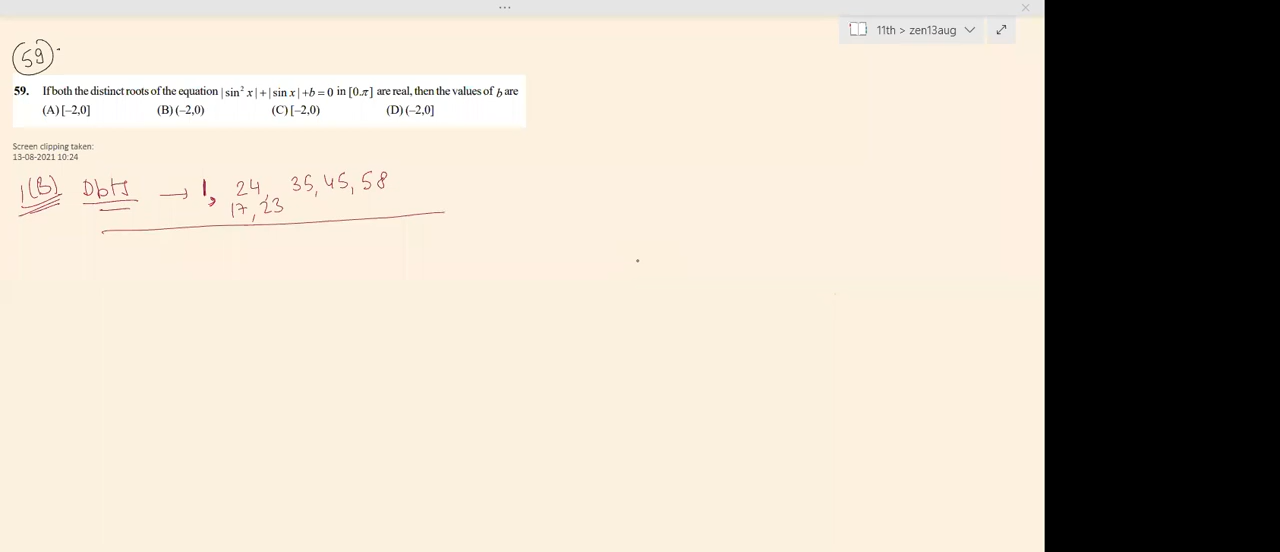 11th > zen13aug
59
59. If both the distinct roots of the equation |sin² x|+|sin x|+b=0 in [0.π] are real, then the values of b are
(A) [–2,0] (B) (–2,0) (C) [–2,0) (D) (–2,0]
Screen clipping taken:
13-08-2021 10:24
1(B) Dbts → 1, 24, 35, 45, 58
17, 23